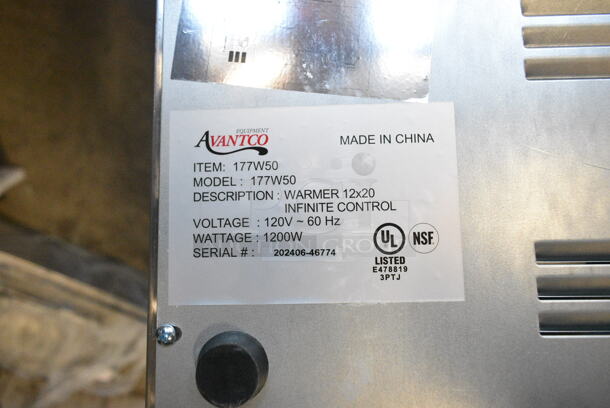 EQUIPMENT
AVANTCO
MADE IN CHINA
ITEM: 177W50
MODEL : 177W50
DESCRIPTION : WARMER 12x20
INFINITE CONTROL
VOLTAGE : 120V ~ 60 Hz
WATTAGE : 1200W
SERIAL # : 202406-46774
UL
LISTED
E478819
3PTJ
NSF